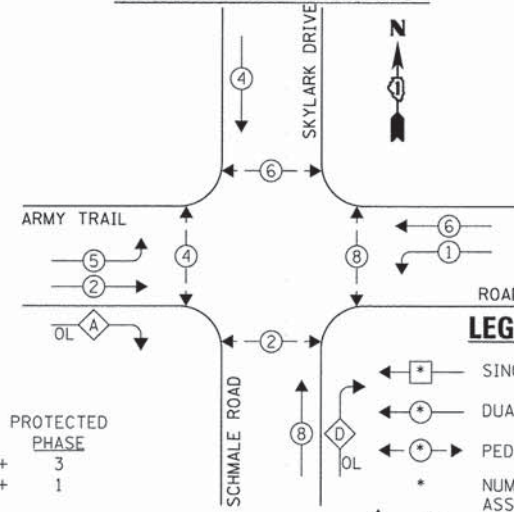 SKYLARK DRIVE
N
1
4
6
ARMY TRAIL
6
5
4
8
1
2
ROAD
OL A
2
LEG
* SING
PROTECTED
PHASE
+ 3
+ 1
SCHMALE ROAD
8
D
OL
* DUA
* PED
* NUM
ASS